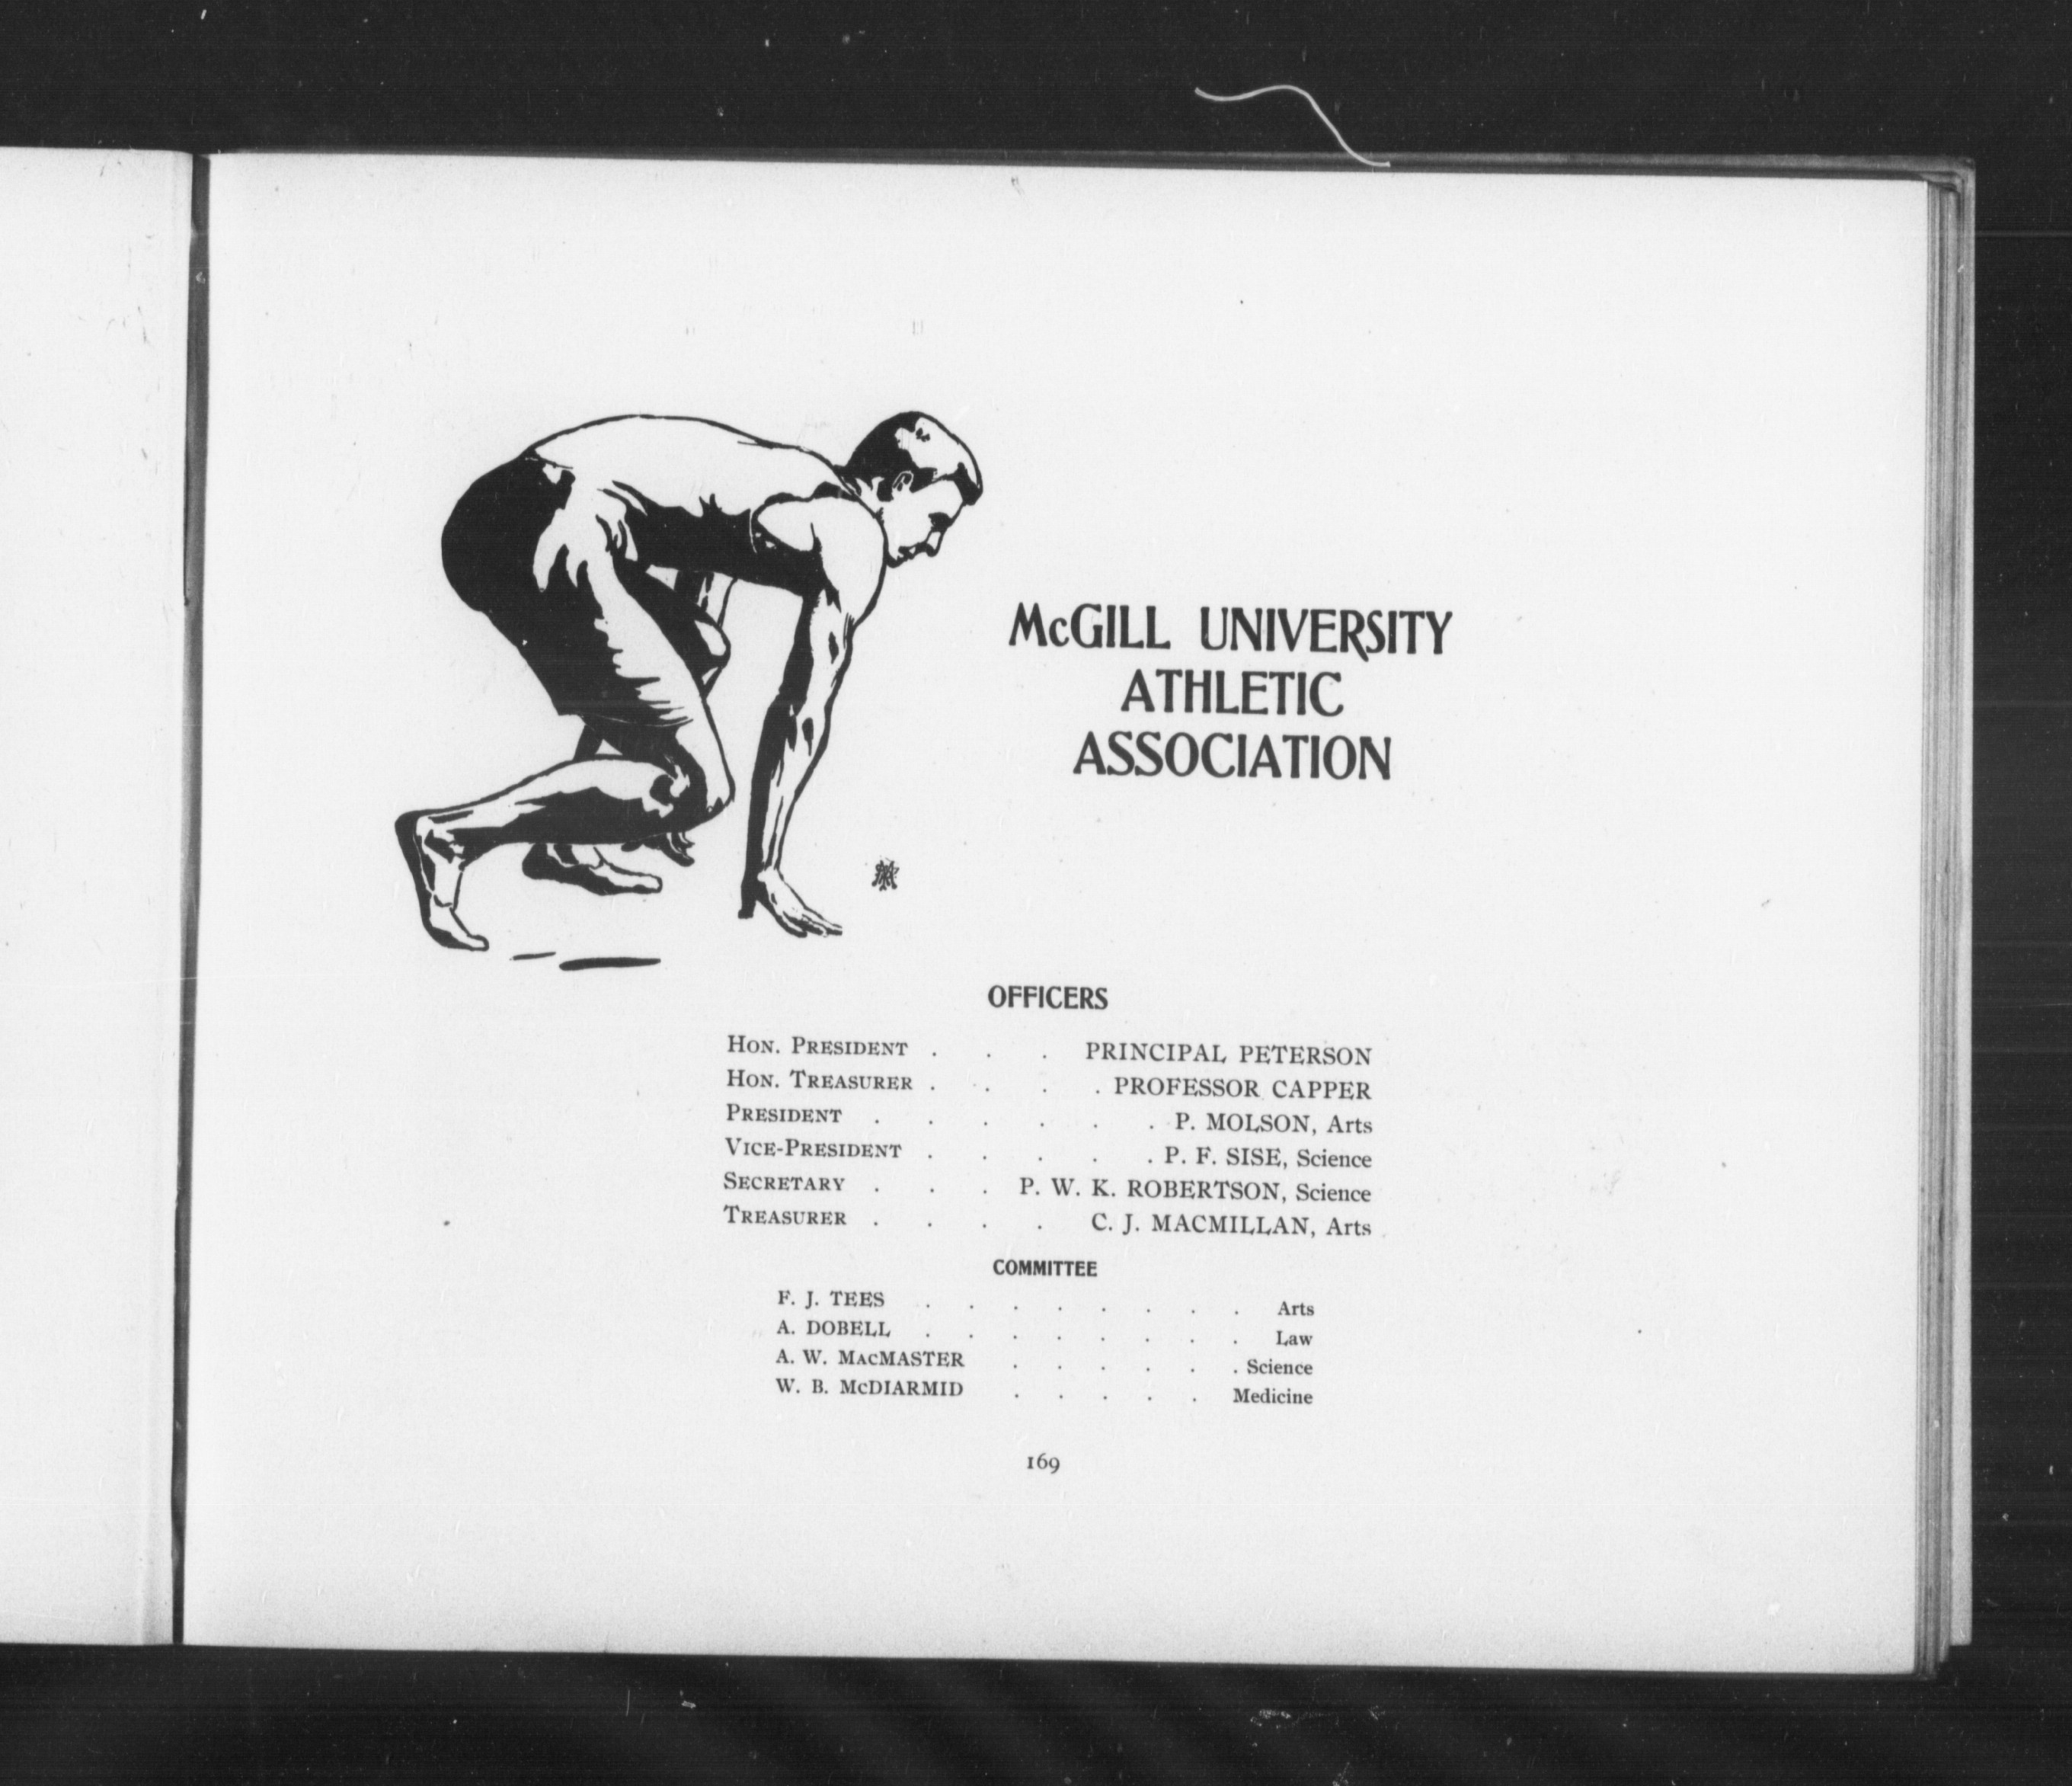 McGILL UNIVERSITY
ATHLETIC
ASSOCIATION
OFFICERS
HON. PRESIDENT . . . PRINCIPAL PETERSON
HON. TREASURER . . . . PROFESSOR CAPPER
PRESIDENT . . . . . . P. MOLSON, Arts
VICE-PRESIDENT . . . . . P. F. SISE, Science
SECRETARY . . . P. W. K. ROBERTSON, Science
TREASURER . . . . C. J. MACMILLAN, Arts
COMMITTEE
F. J. TEES . . . . . . . . Arts
A. DOBELL . . . . . . . . Law
A. W. MACMASTER . . . . . . Science
W. B. McDIARMID . . . . . Medicine
169